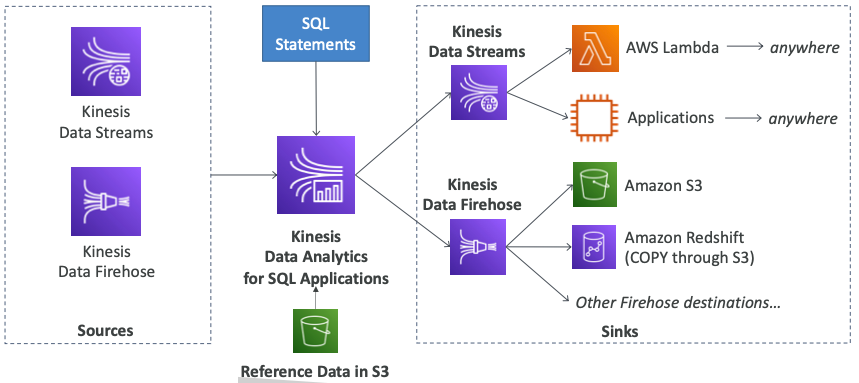 SQL
Statements
Kinesis
Data Streams
Kinesis
Data Firehose
Sources
Kinesis
Data Analytics
for SQL Applications
Reference Data in S3
Kinesis
Data Streams
AWS Lambda
anywhere
Applications
anywhere
Kinesis
Data Firehose
Amazon S3
Amazon Redshift
(COPY through S3)
Other Firehose destinations...
Sinks